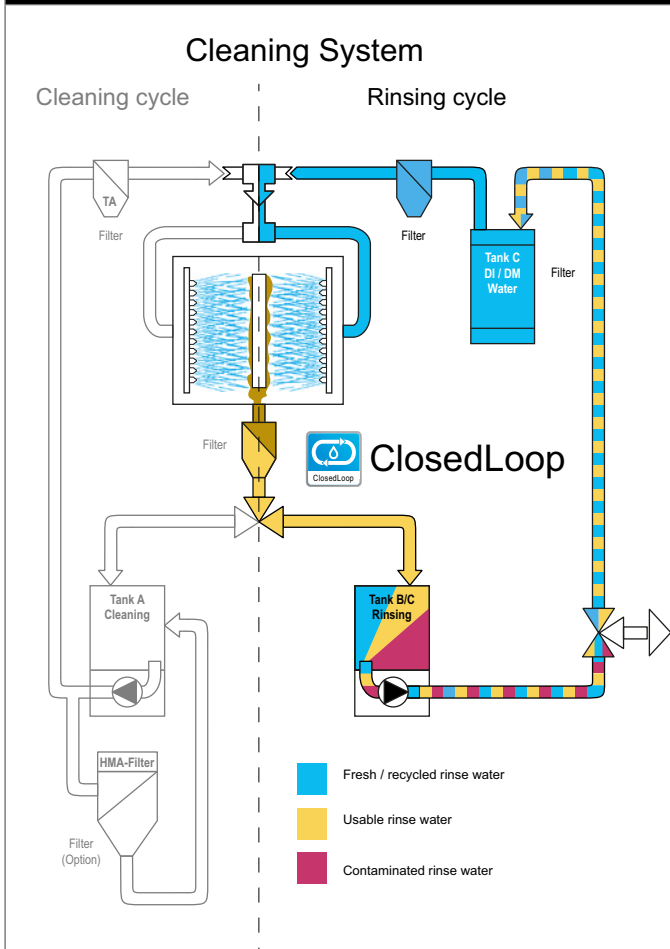 Cleaning System
Cleaning cycle
Rinsing cycle
TA
Filter
Filter
Tank C
DI / DM
Water
Filter
Filter
ClosedLoop
ClosedLoop
Tank A
Cleaning
Tank B/C
Rinsing
HMA-Filter
Filter
(Option)
Fresh / recycled rinse water
Usable rinse water
Contaminated rinse water